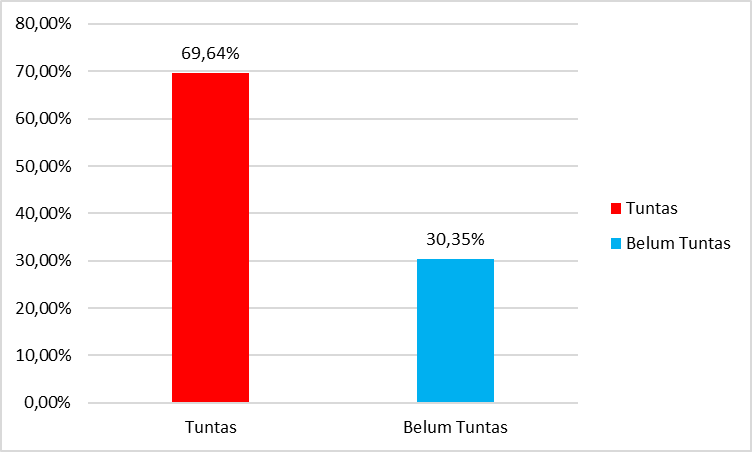 80,00%
70,00%
60,00%
50,00%
40,00%
30,00%
20,00%
10,00%
0,00%
69,64%
30,35%
Tuntas
Belum Tuntas
Tuntas
Belum Tuntas